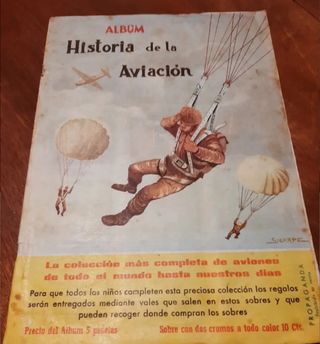 ALBUM
Historia de la
Aviación
La colección más completa de aviones
de todo el mundo hasta nuestros días
Para que todos los niños completen esta preciosa colección los regalos
serán entregados mediante vales que salen en estos sobres y que
pueden recoger donde compran los sobres
Precio del Album 5 pesetas
Sobre con dos cromos a todo color 10 Cts.
PROPAGANDA